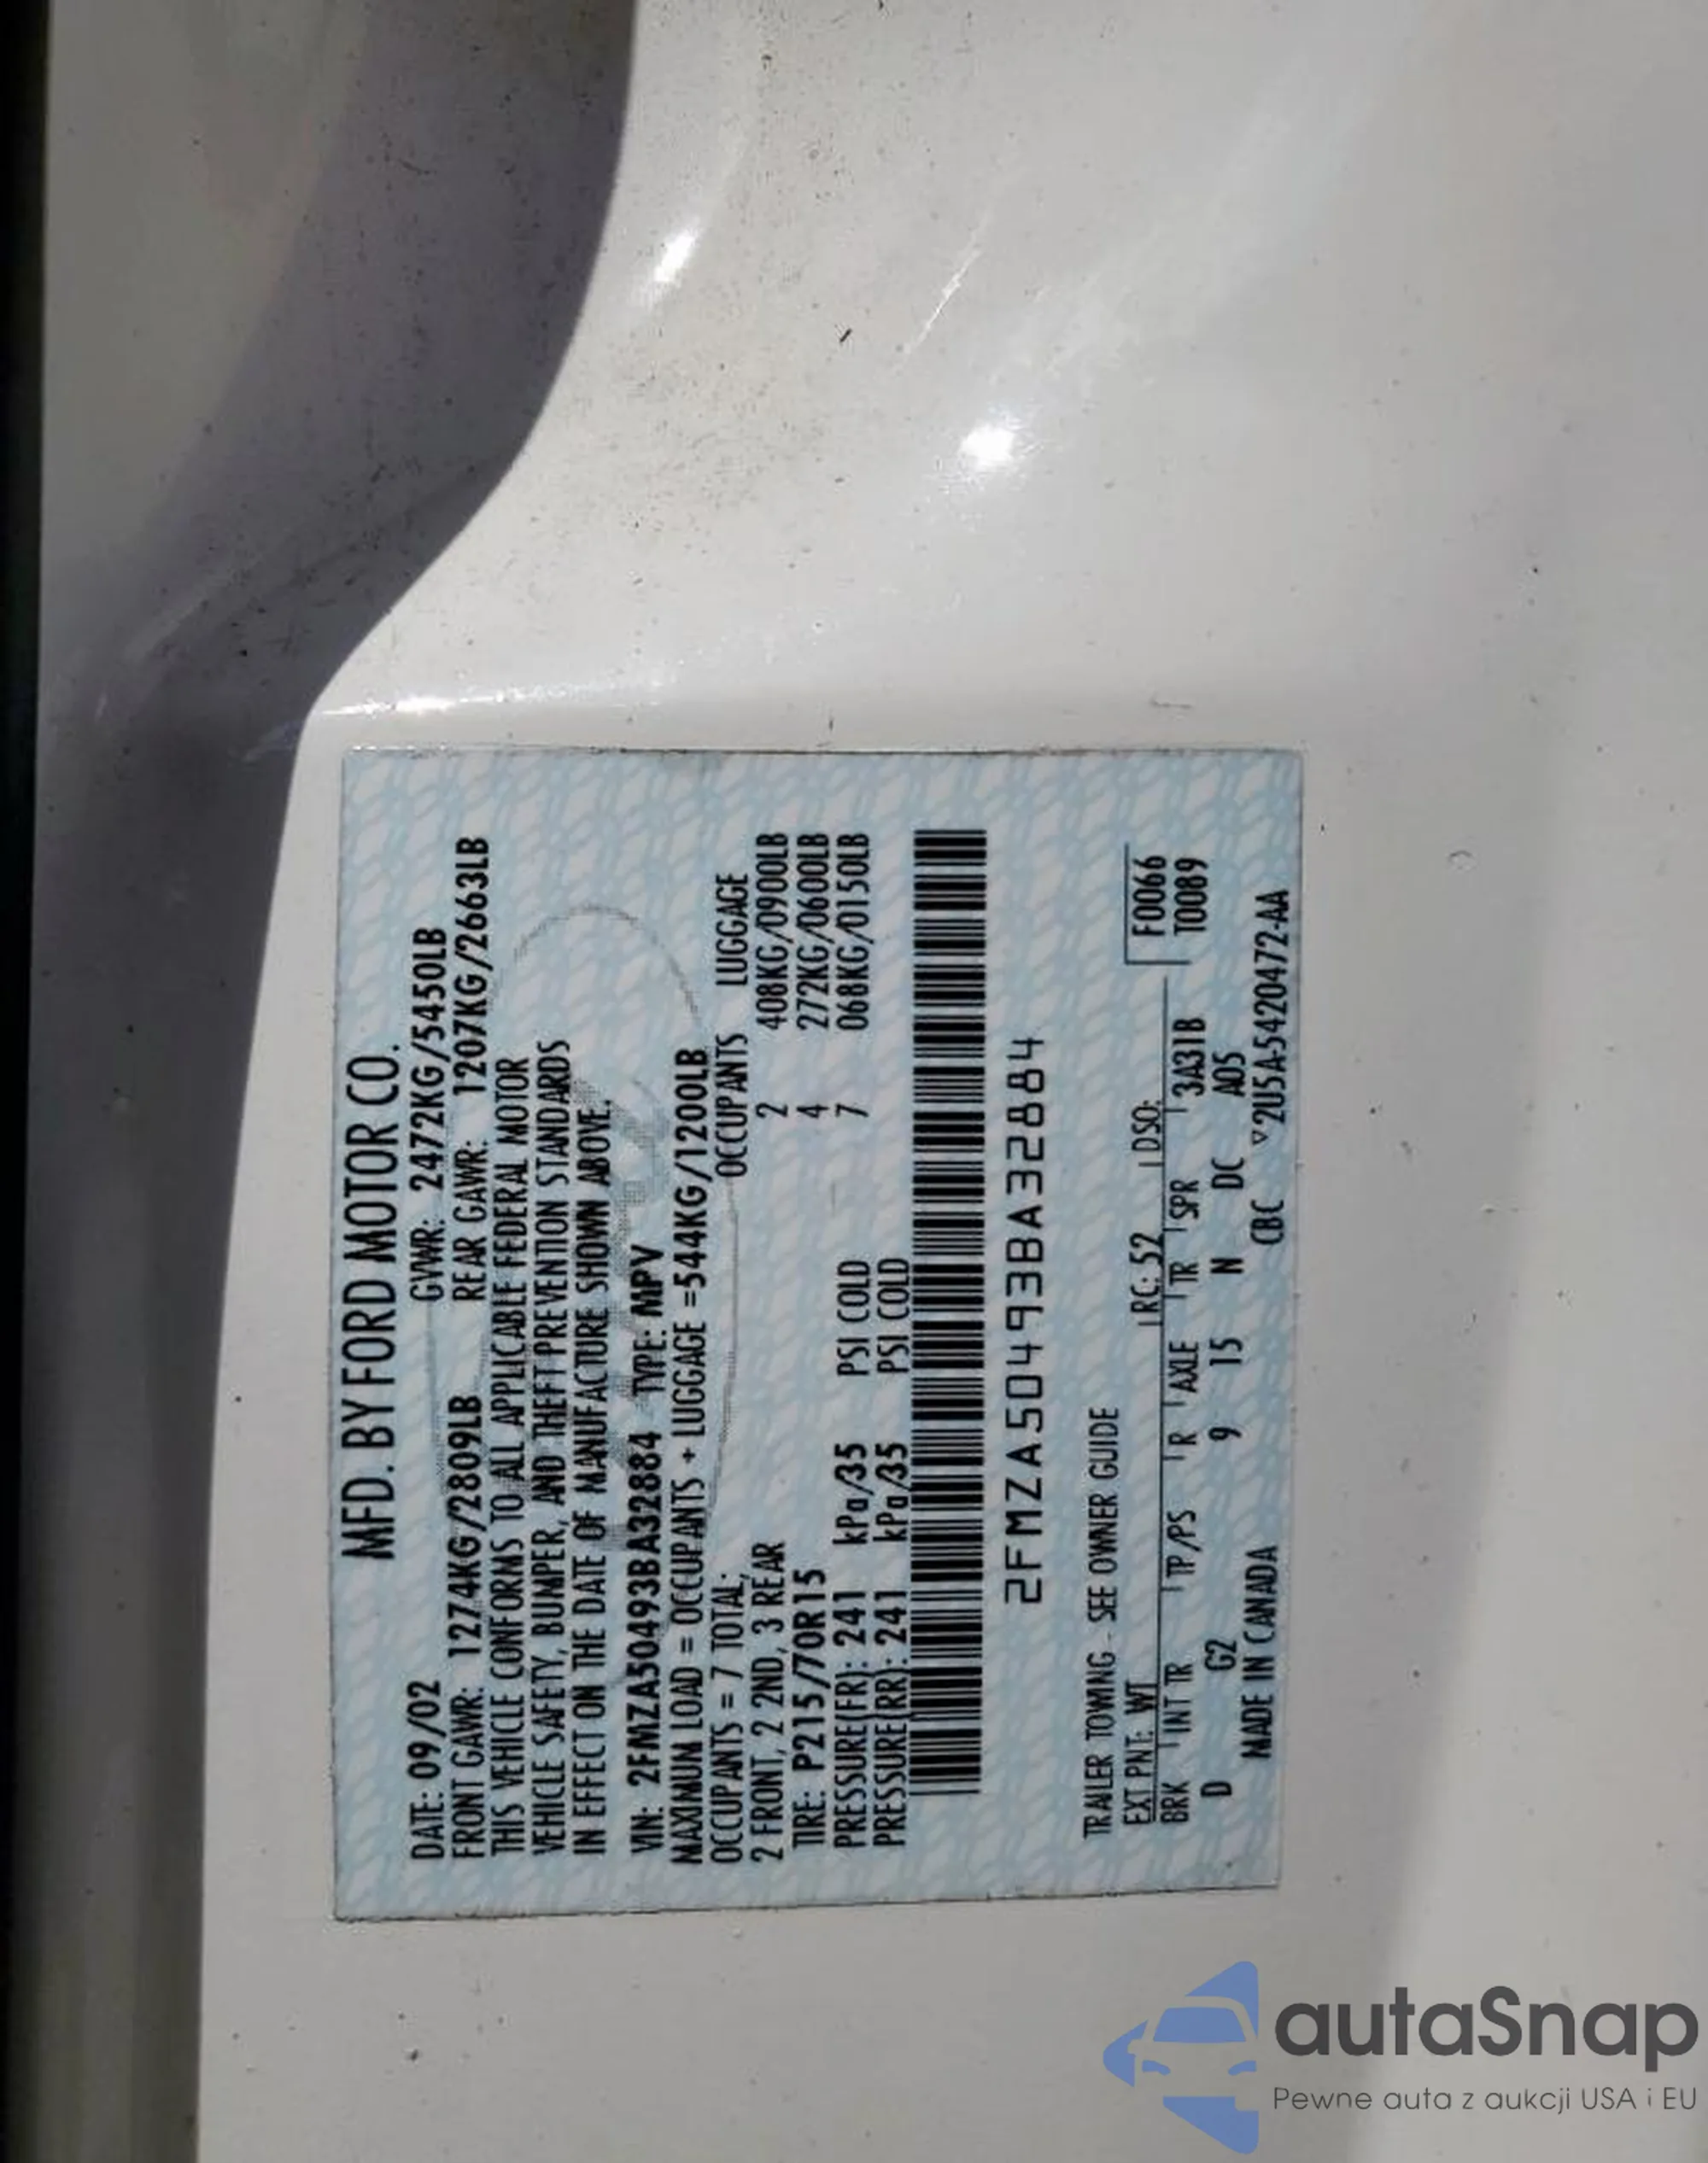 MFD. BY FORD MOTOR CO.
DATE: 09/02 GVWR: 2472KG/5450LB
FRONT GAWR: 1274KG/2809LB REAR GAWR: 1207KG/2663LB
THIS VEHICLE CONFORMS TO ALL APPLICABLE FEDERAL MOTOR
VEHICLE SAFETY, BUMPER, AND THEFT PREVENTION STANDARDS
IN EFFECT ON THE DATE OF MANUFACTURE SHOWN ABOVE.
VIN: 2FMZA50493BA32884 TYPE: MPV
MAXIMUM LOAD = OCCUPANTS + LUGGAGE =544KG/1200LB
OCCUPANTS = 7 TOTAL: OCCUPANTS LUGGAGE
2 FRONT, 2 2ND, 3 REAR 2 408KG/0900LB
TIRE: P215/70R15 4 272KG/0600LB
PRESSURE(FR): 241 kPa/35 PSI COLD 7 068KG/0150LB
PRESSURE(RR): 241 kPa/35 PSI COLD
2FMZA50493BA32884
TRAILER TOWING - SEE OWNER GUIDE
EXT PNT: WT RC: 52 DSO: F0066
BRK INT TR TP/PS R AXLE TR SPR 3A31B T0089
D G2 9 15 N DC A05
MADE IN CANADA CBC ▽2U5A5420472-AA
autaSnap
Pewne auta z aukcji USA i EU